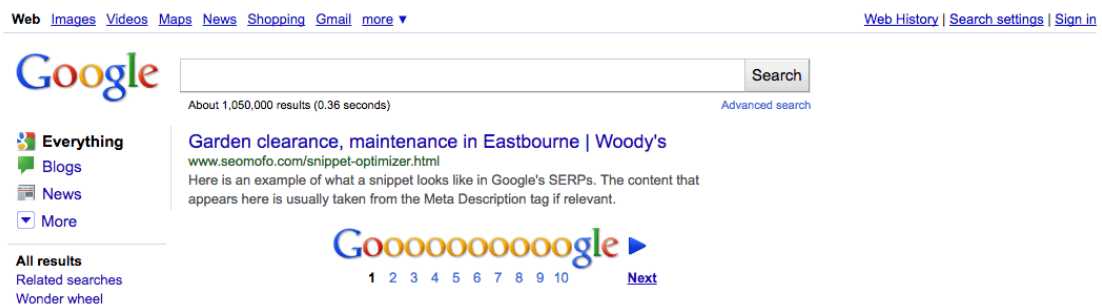 Web Images Videos Maps News Shopping Gmail more ▼
Web History | Search settings | Sign in
Google
Search
About 1,050,000 results (0.36 seconds)
Advanced search
Everything
Blogs
News
More
All results
Related searches
Wonder wheel
Garden clearance, maintenance in Eastbourne | Woody's
www.seomofo.com/snippet-optimizer.html
Here is an example of what a snippet looks like in Google's SERPs. The content that
appears here is usually taken from the Meta Description tag if relevant.
Goooooooooogle
1 2 3 4 5 6 7 8 9 10 Next